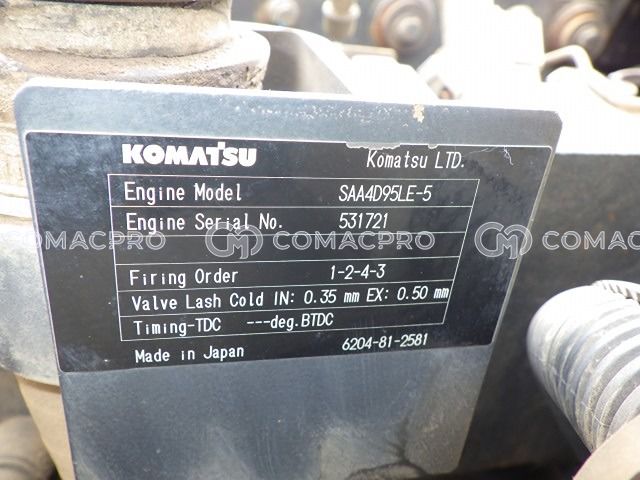 KOMATSU Komatsu LTD.
Engine Model SAA4D95LE-5
Engine Serial No. 531721
COMACPRO COMACPRO COMAC
Firing Order 1-2-4-3
Valve Lash Cold IN: 0.35 mm EX: 0.50 mm
Timing-TDC ---deg.BTDC
Made in Japan 6204-81-2581